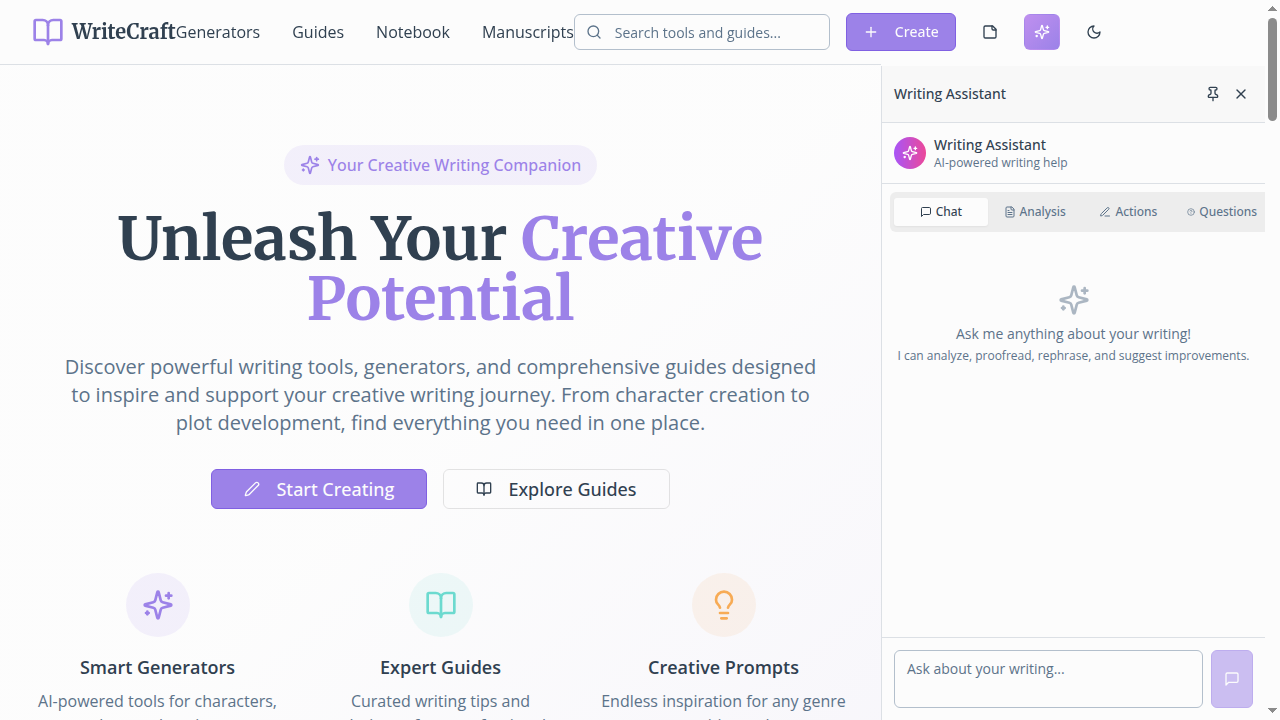 WriteCraft
Generators
Guides
Notebook
Manuscripts
Search tools and guides...
Create
Writing Assistant
Writing Assistant
AI-powered writing help
Chat
Analysis
Actions
Questions
Ask me anything about your writing!
I can analyze, proofread, rephrase, and suggest improvements.
Ask about your writing...
Your Creative Writing Companion
Unleash Your Creative
Potential
Discover powerful writing tools, generators, and comprehensive guides designed
to inspire and support your creative writing journey. From character creation to
plot development, find everything you need in one place.
Start Creating
Explore Guides
Smart Generators
AI-powered tools for characters,
Expert Guides
Curated writing tips and
Creative Prompts
Endless inspiration for any genre